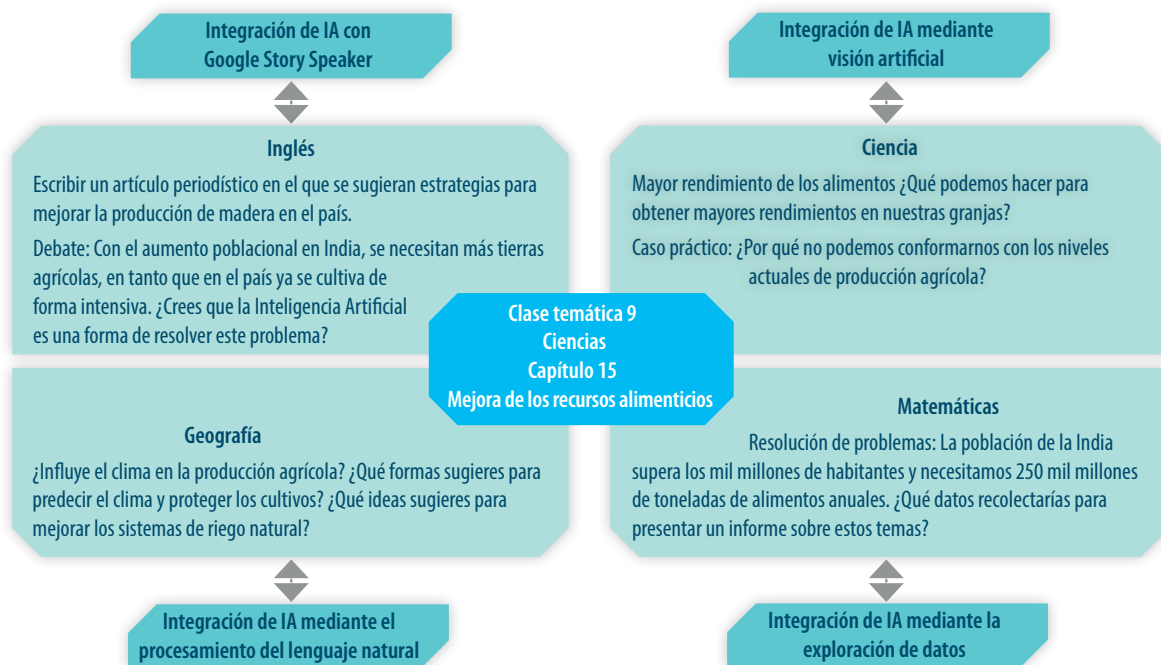 Integración de IA con
Google Story Speaker
Integración de IA mediante
visión artificial
Inglés
Escribir un artículo periodístico en el que se sugieran estrategias para
mejorar la producción de madera en el país.
Debate: Con el aumento poblacional en India, se necesitan más tierras
agrícolas, en tanto que en el país ya se cultiva de
forma intensiva. ¿Crees que la Inteligencia Artificial
es una forma de resolver este problema?
Ciencia
Mayor rendimiento de los alimentos ¿Qué podemos hacer para
obtener mayores rendimientos en nuestras granjas?
Caso práctico: ¿Por qué no podemos conformarnos con los niveles
actuales de producción agrícola?
Clase temática 9
Ciencias
Capítulo 15
Mejora de los recursos alimenticios
Geografía
¿Influye el clima en la producción agrícola? ¿Qué formas sugieres para
predecir el clima y proteger los cultivos? ¿Qué ideas sugieres para
mejorar los sistemas de riego natural?
Matemáticas
Resolución de problemas: La población de la India
supera los mil millones de habitantes y necesitamos 250 mil millones
de toneladas de alimentos anuales. ¿Qué datos recolectarías para
presentar un informe sobre estos temas?
Integración de IA mediante el
procesamiento del lenguaje natural
Integración de IA mediante la
exploración de datos